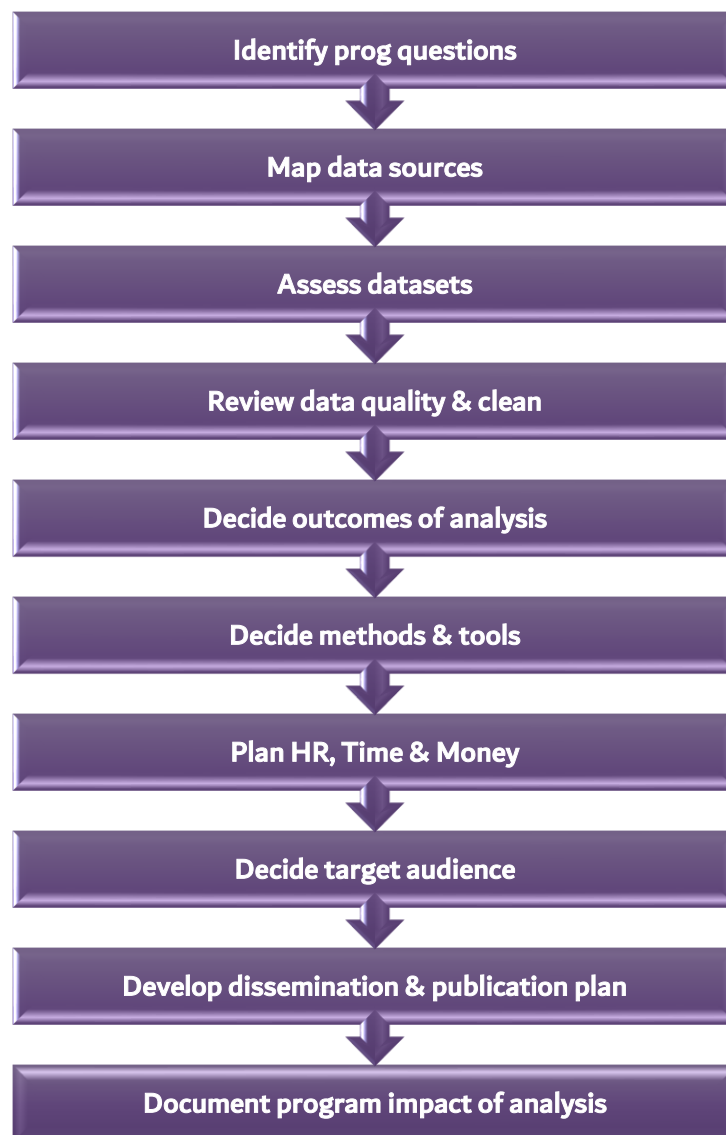 Identify prog questions
Map data sources
Assess datasets
Review data quality & clean
Decide outcomes of analysis
Decide methods & tools
Plan HR, Time & Money
Decide target audience
Develop dissemination & publication plan
Document program impact of analysis